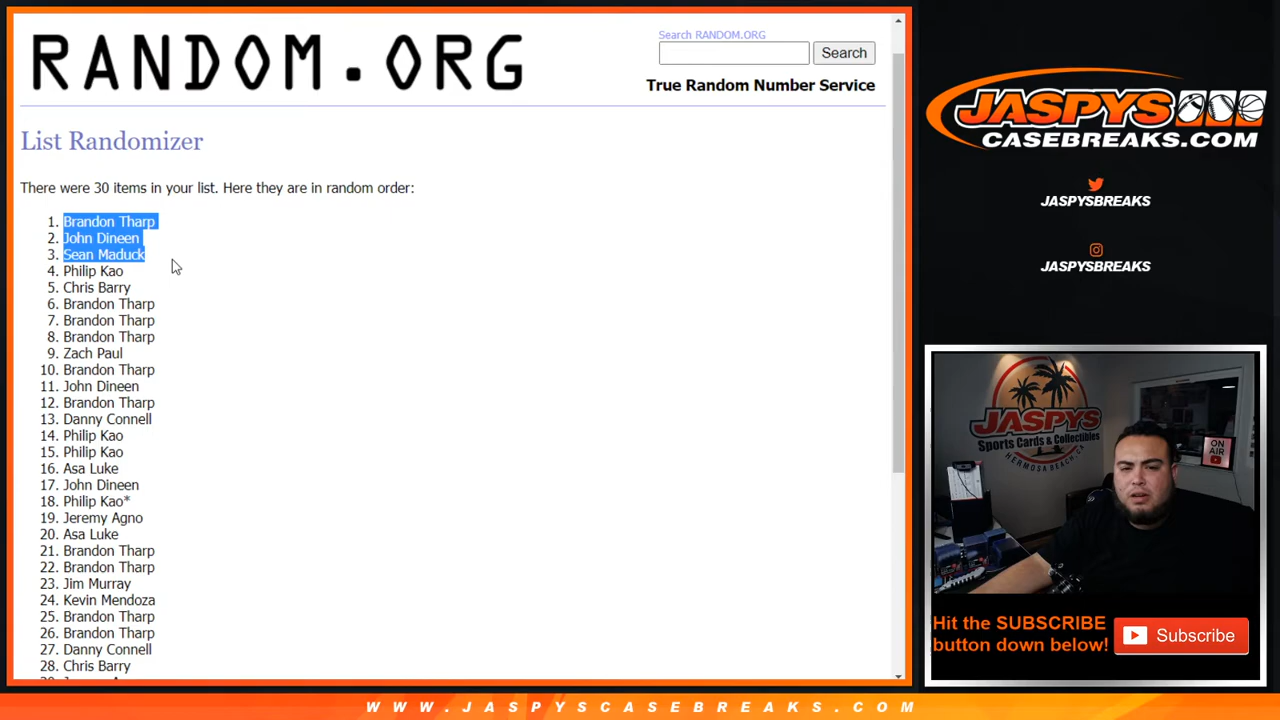 RANDOM.ORG
Search RANDOM.ORG
Search
True Random Number Service
List Randomizer
There were 30 items in your list. Here they are in random order:
1. Brandon Tharp
2. John Dineen
3. Sean Maduck
4. Philip Kao
5. Chris Barry
6. Brandon Tharp
7. Brandon Tharp
8. Brandon Tharp
9. Zach Paul
10. Brandon Tharp
11. John Dineen
12. Brandon Tharp
13. Danny Connell
14. Philip Kao
15. Philip Kao
16. Asa Luke
17. John Dineen
18. Philip Kao*
19. Jeremy Agno
20. Asa Luke
21. Brandon Tharp
22. Brandon Tharp
23. Jim Murray
24. Kevin Mendoza
25. Brandon Tharp
26. Brandon Tharp
27. Danny Connell
28. Chris Barry
JASPYS
CASEBREAKS.COM
JASPYSBREAKS
JASPYSBREAKS
JASPYS
Sports Cards & Collectibles
HERMOSA BEACH, CA
ON AIR
Hit the SUBSCRIBE
button down below!
Subscribe
WWW.JASPYSCASEBREAKS.COM